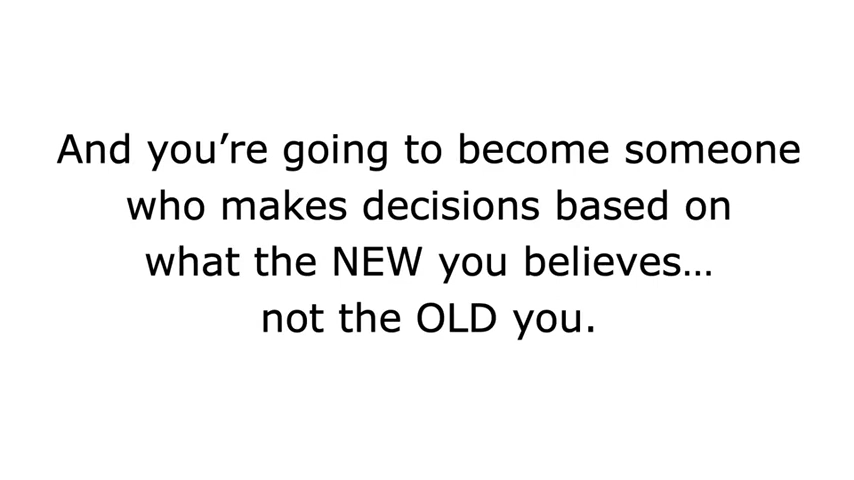 And you’re going to become someone
who makes decisions based on
what the NEW you believes…
not the OLD you.